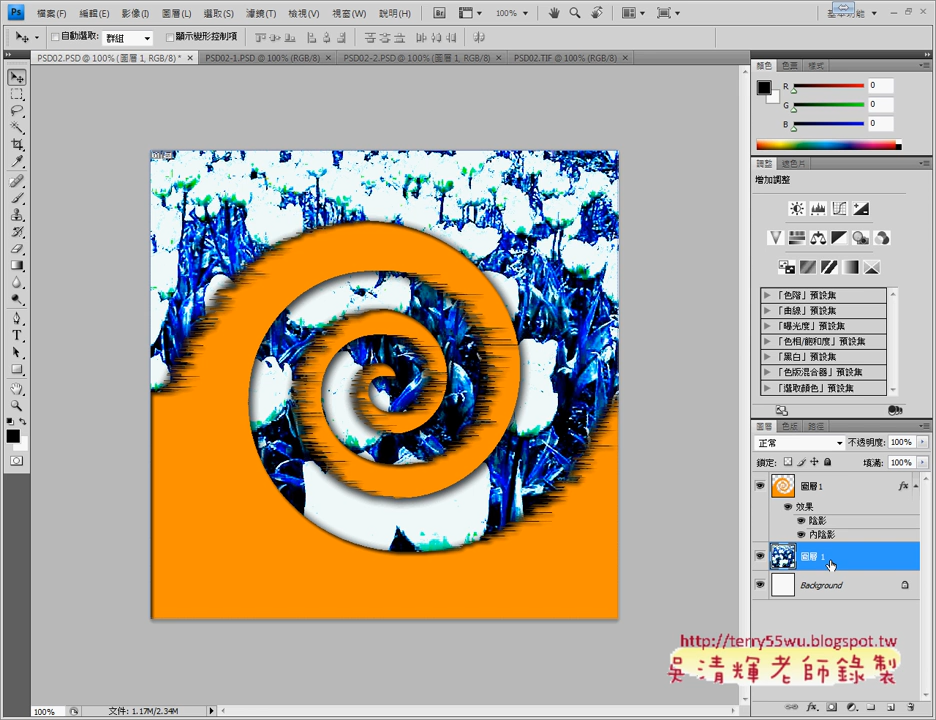 Ps 檔案(F) 編輯(E) 影像(I) 圖層(L) 選取(S) 濾鏡(T) 檢視(V) 視窗(W) 說明(H) Br 100%
自動選取: 群組 顯示變形控制項
PSD02.PSD @ 100% (圖層 1, RGB/8) * × PSD02-1.PSD @ 100% (RGB/8) × PSD02-2.PSD @ 100% (RGB/8) × PSD02.TIF @ 100% (RGB/8) ×
顏色 色票 樣式
R 0
G 0
B 0
調整 遮色片
增加調整
「色階」預設集
「曲線」預設集
「曝光度」預設集
「色相/飽和度」預設集
「黑白」預設集
「色版混合器」預設集
「選取顏色」預設集
圖層 色版 路徑
正常 不透明度: 100%
鎖定: 填滿: 100%
圖層1 fx
效果
陰影
內陰影
圖層 1
Background
http://terry55wu.blogspot.tw
吳清輝老師錄製
100% 文件: 1.17M/2.34M